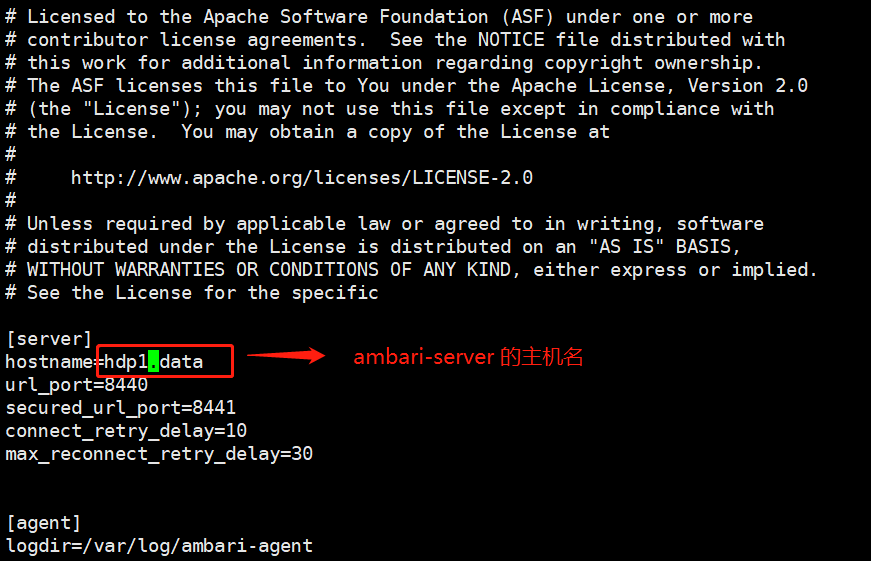 # Licensed to the Apache Software Foundation (ASF) under one or more
# contributor license agreements.  See the NOTICE file distributed with
# this work for additional information regarding copyright ownership.
# The ASF licenses this file to You under the Apache License, Version 2.0
# (the "License"); you may not use this file except in compliance with
# the License.  You may obtain a copy of the License at
#
#     http://www.apache.org/licenses/LICENSE-2.0
#
# Unless required by applicable law or agreed to in writing, software
# distributed under the License is distributed on an "AS IS" BASIS,
# WITHOUT WARRANTIES OR CONDITIONS OF ANY KIND, either express or implied.
# See the License for the specific
[server]
hostname=hdp1.data
ambari-server 的主机名
url_port=8440
secured_url_port=8441
connect_retry_delay=10
max_reconnect_retry_delay=30
[agent]
logdir=/var/log/ambari-agent